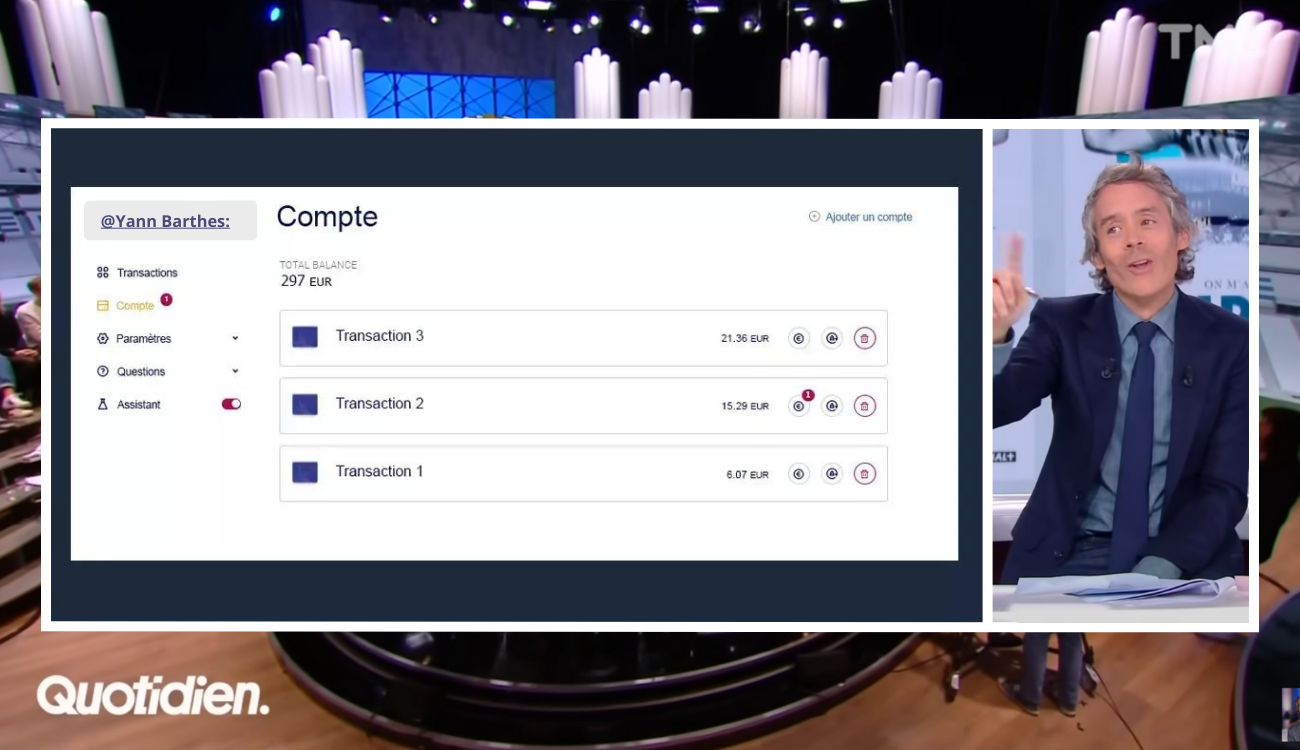 TMC
@Yann Barthes:
Compte
Ajouter un compte
TOTAL BALANCE
297 EUR
Transactions
Compte 1
Paramètres
Questions
Assistant
Transaction 3
21.36 EUR
Transaction 2
15.29 EUR
1
Transaction 1
6.07 EUR
ON M'A
Quotidien.